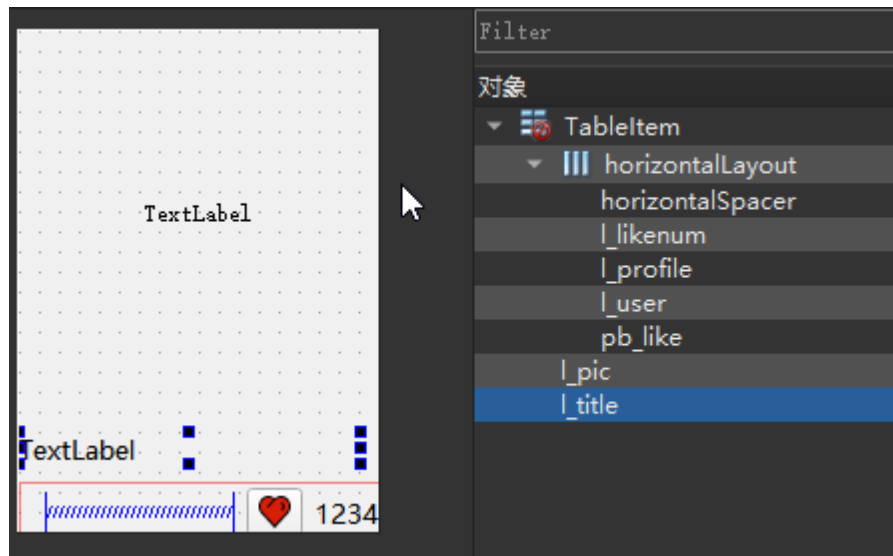 Filter
对象
TableItem
horizontalLayout
horizontalSpacer
l_likenum
l_profile
l_user
pb_like
l_pic
l_title
TextLabel
TextLabel
1234